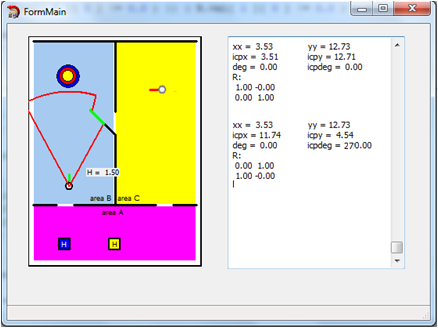 FormMain
H = 1.50
area B
area C
area A
H
H
xx = 3.53 yy = 12.73
icpx = 3.51 icpy = 12.71
deg = 0.00 icpdeg = 0.00
R:
1.00 -0.00
0.00 1.00
xx = 3.53 yy = 12.73
icpx = 11.74 icpy = 4.54
deg = 0.00 icpdeg = 270.00
R:
0.00 1.00
1.00 -0.00